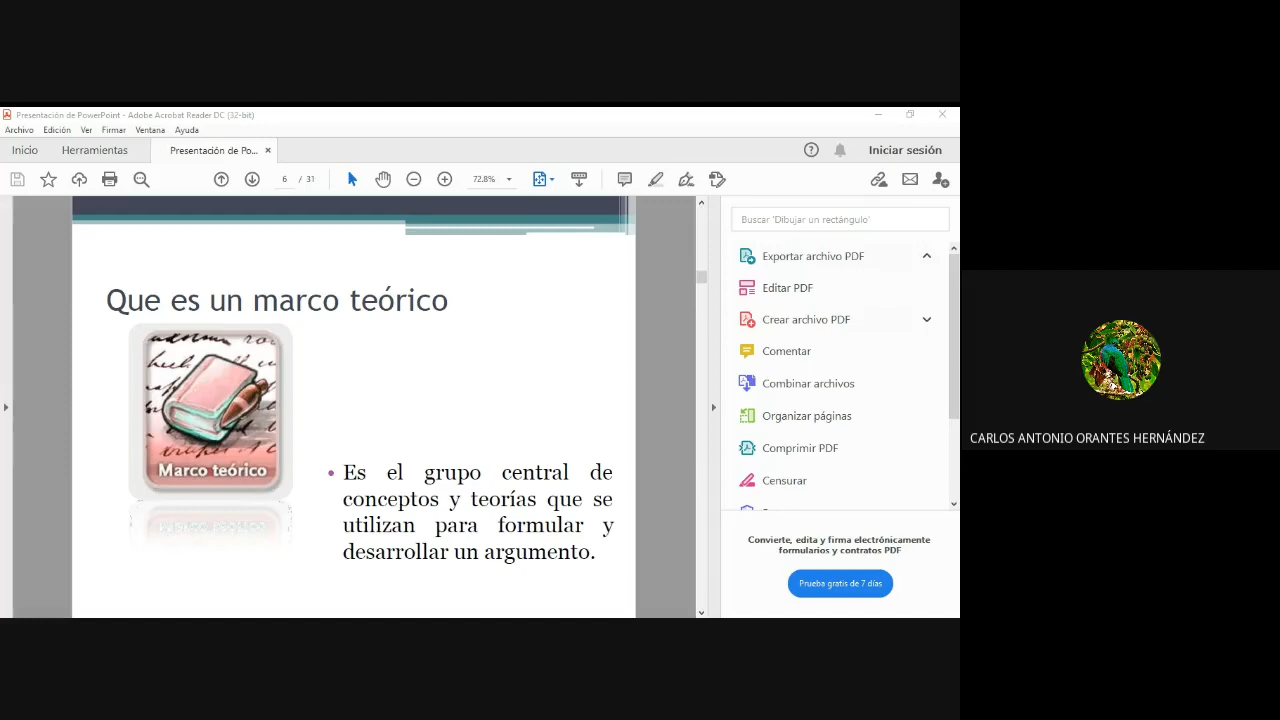 Presentación de PowerPoint - Adobe Acrobat Reader DC (32-bit)
Archivo Edición Ver Firmar Ventana Ayuda
Inicio Herramientas Presentación de Po... × Iniciar sesión
6 / 31 72.8%
Buscar 'Dibujar un rectángulo'
Exportar archivo PDF
Editar PDF
Crear archivo PDF
Comentar
Combinar archivos
Organizar páginas
Comprimir PDF
Censurar
Convierte, edita y firma electrónicamente
formularios y contratos PDF
Prueba gratis de 7 días
Que es un marco teórico
Marco teórico
• Es el grupo central de
conceptos y teorías que se
utilizan para formular y
desarrollar un argumento.
CARLOS ANTONIO ORANTES HERNÁNDEZ